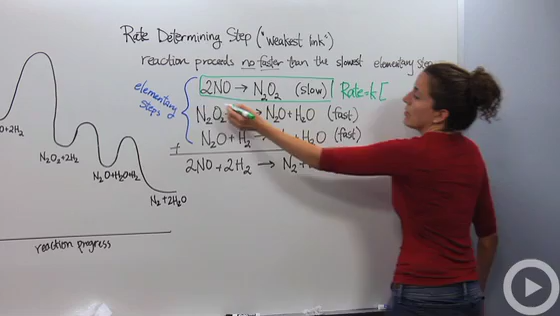 Rate Determining Step ("weakest link")
reaction proceeds no faster than the slowest elementary step
elementary steps
2NO → N₂O₂ (slow) Rate = k [
N₂O₂ → N₂O + H₂O (fast)
N₂O + H₂ + H₂O (fast)
+
2NO + 2H₂ → N₂ +
O + 2H₂
N₂O₂ + 2H₂
N₂O + H₂O + H₂
N₂ + 2H₂O
reaction progress